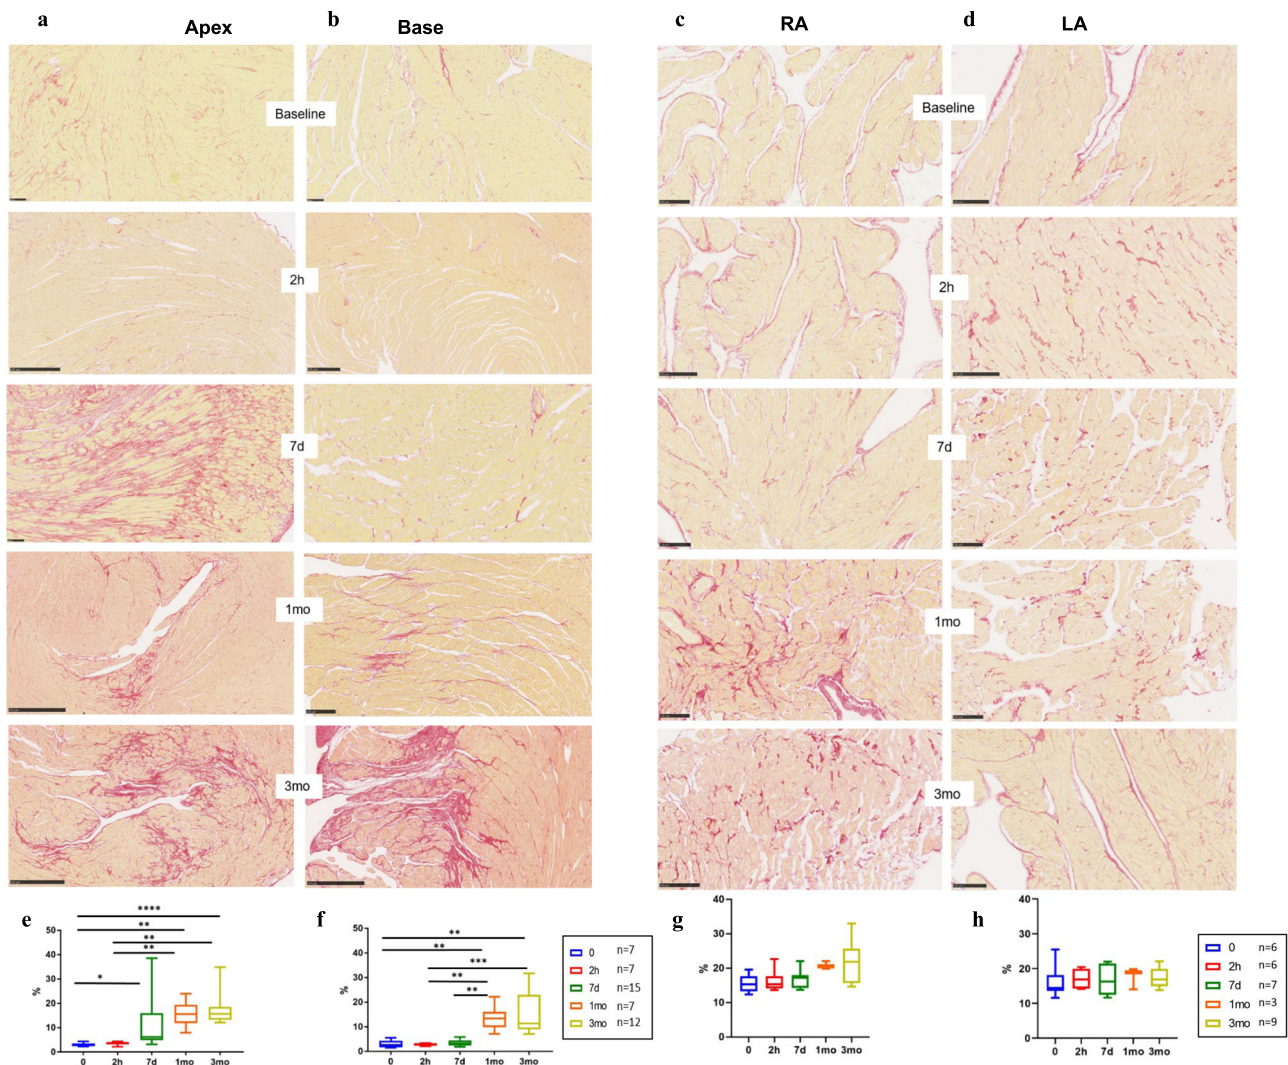 a Apex b Base c RA d LA
Baseline
Baseline
2h
2h
7d
7d
1mo
1mo
3mo
3mo
e
****
**
**
**
*
50
40
30
20
10
0
%
0 2h 7d 1mo 3mo
f
**
**
***
**
**
50
40
30
20
10
0
%
0 2h 7d 1mo 3mo
0 n=7
2h n=7
7d n=15
1mo n=7
3mo n=12
g
40
30
20
10
0
%
0 2h 7d 1mo 3mo
h
40
30
20
10
0
%
0 2h 7d 1mo 3mo
0 n=6
2h n=6
7d n=7
1mo n=3
3mo n=9